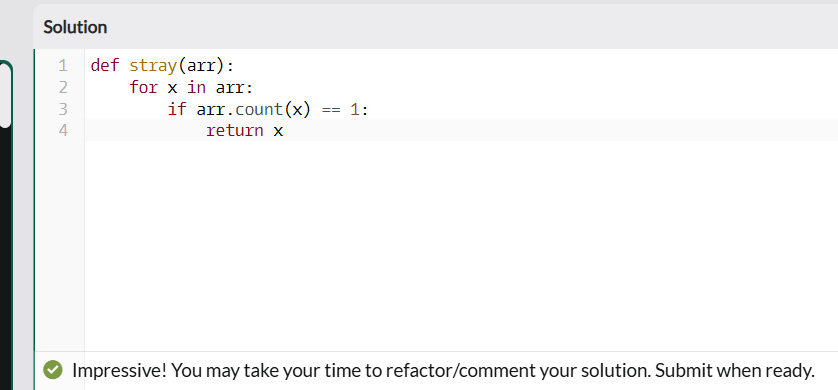 Solution
1 def stray(arr):
2     for x in arr:
3         if arr.count(x) == 1:
4             return x
Impressive! You may take your time to refactor/comment your solution. Submit when ready.